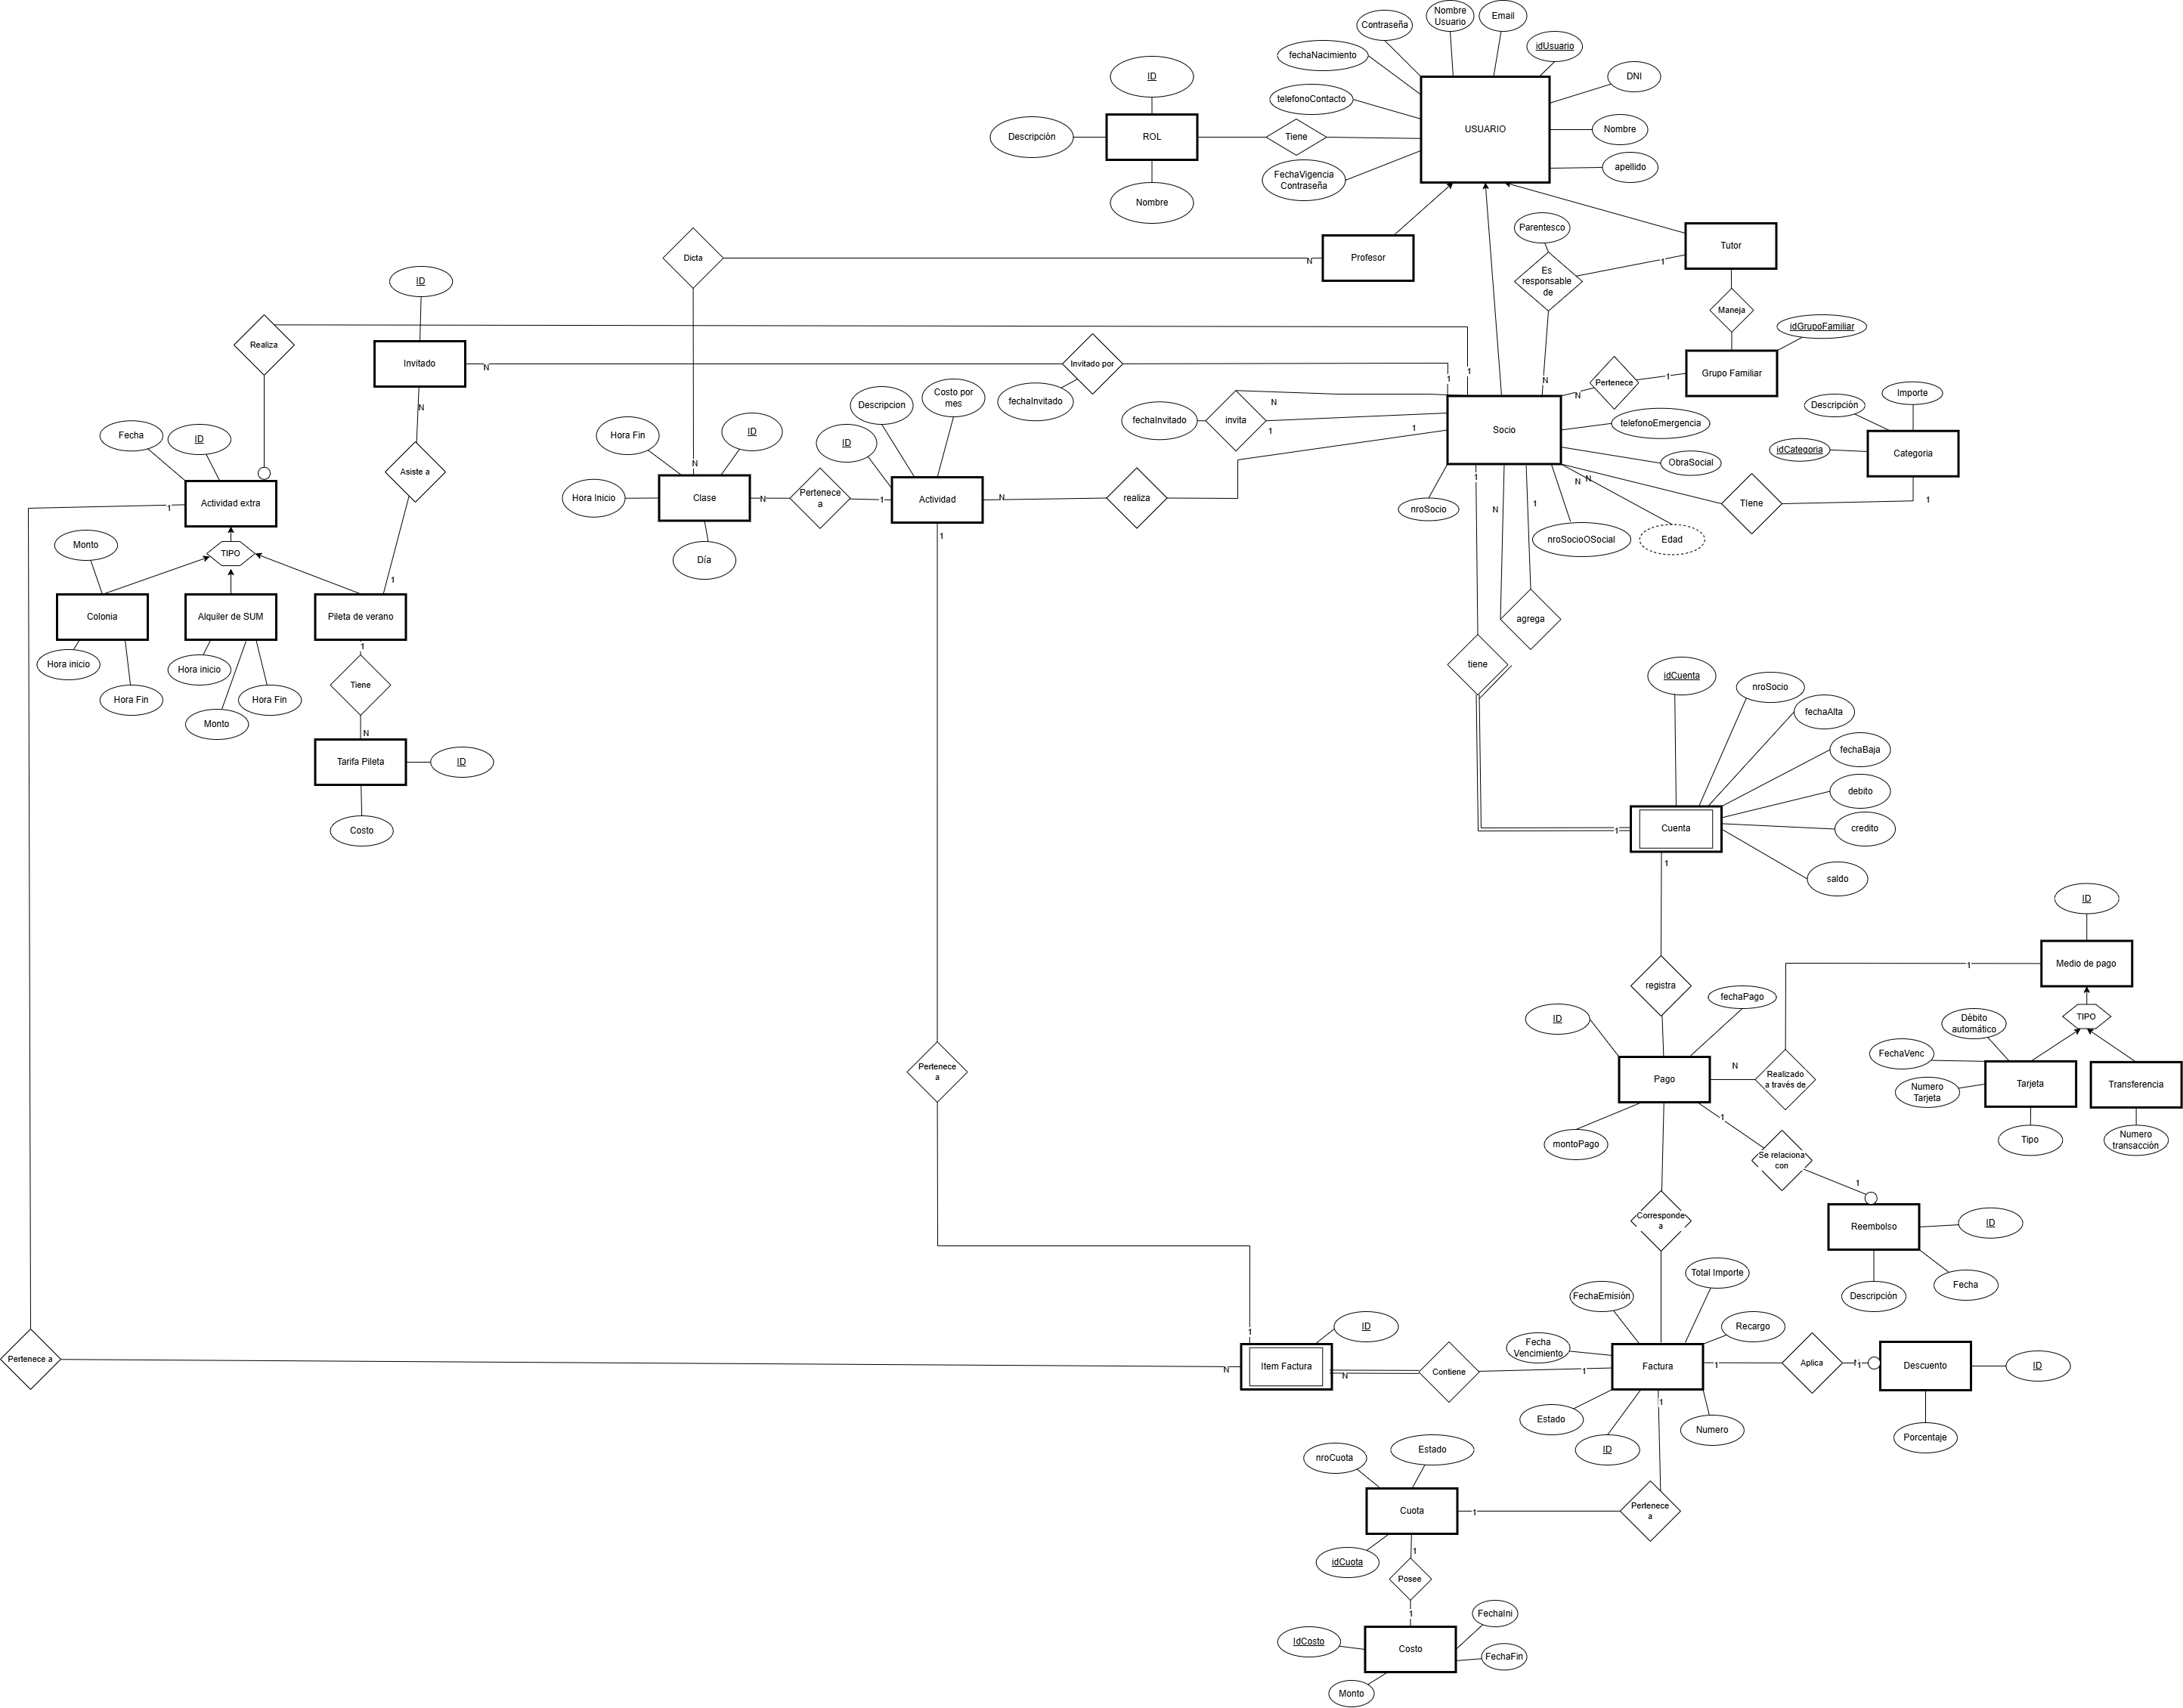 Nombre
Usuario
Email
Contraseña
idUsuario
fechaNacimiento
ID
DNI
telefonoContacto
USUARIO
Nombre
Descripción
ROL
Tiene
apellido
FechaVigencia
Contraseña
Nombre
Parentesco
Tutor
Dicta
N
Profesor
1
Es
responsable
de
ID
Maneja
idGrupoFamiliar
Realiza
Invitado
N
Invitado por
1
1
N
Pertenece
N
1
Grupo Familiar
fechaInvitado
Descripcion
Costo por
mes
Importe
Descripción
idCategoria
Categoria
N
fechaInvitado
invita
1
1
Socio
telefonoEmergencia
ObraSocial
N
Fecha
ID
Asiste a
Hora Fin
ID
ID
N
Actividad extra
1
Hora Inicio
Clase
N
Pertenece
a
1
Actividad
N
realiza
1
N
N
N
1
nroSocio
TIene
1
nroSocioOSocial
Edad
1
Monto
TIPO
Día
1
Colonia
Alquiler de SUM
Pileta de verano
agrega
1
Hora inicio
Hora inicio
Hora Fin
Hora Fin
Monto
Tiene
N
tiene
idCuenta
nroSocio
fechaAlta
fechaBaja
Tarifa Pileta
ID
debito
Costo
1
Cuenta
credito
1
saldo
ID
Medio de pago
1
registra
fechaPago
ID
Débito
automático
TIPO
FechaVenc
Pertenece
a
Pago
N
Realizado
a través de
Numero
Tarjeta
Tarjeta
Transferencia
1
montoPago
Tipo
Numero
transacción
Se relaciona
con
1
Corresponde
a
Reembolso
ID
Fecha
Descripción
Total Importe
FechaEmisión
Recargo
ID
1
Fecha
Vencimiento
Pertenece a
N
Item Factura
N
Contiene
1
Factura
1
Aplica
1
Descuento
ID
Estado
ID
1
Numero
Porcentaje
nroCuota
Estado
Cuota
1
Pertenece
a
idCuota
1
Posee
1
FechaIni
IdCosto
Costo
FechaFin
Monto